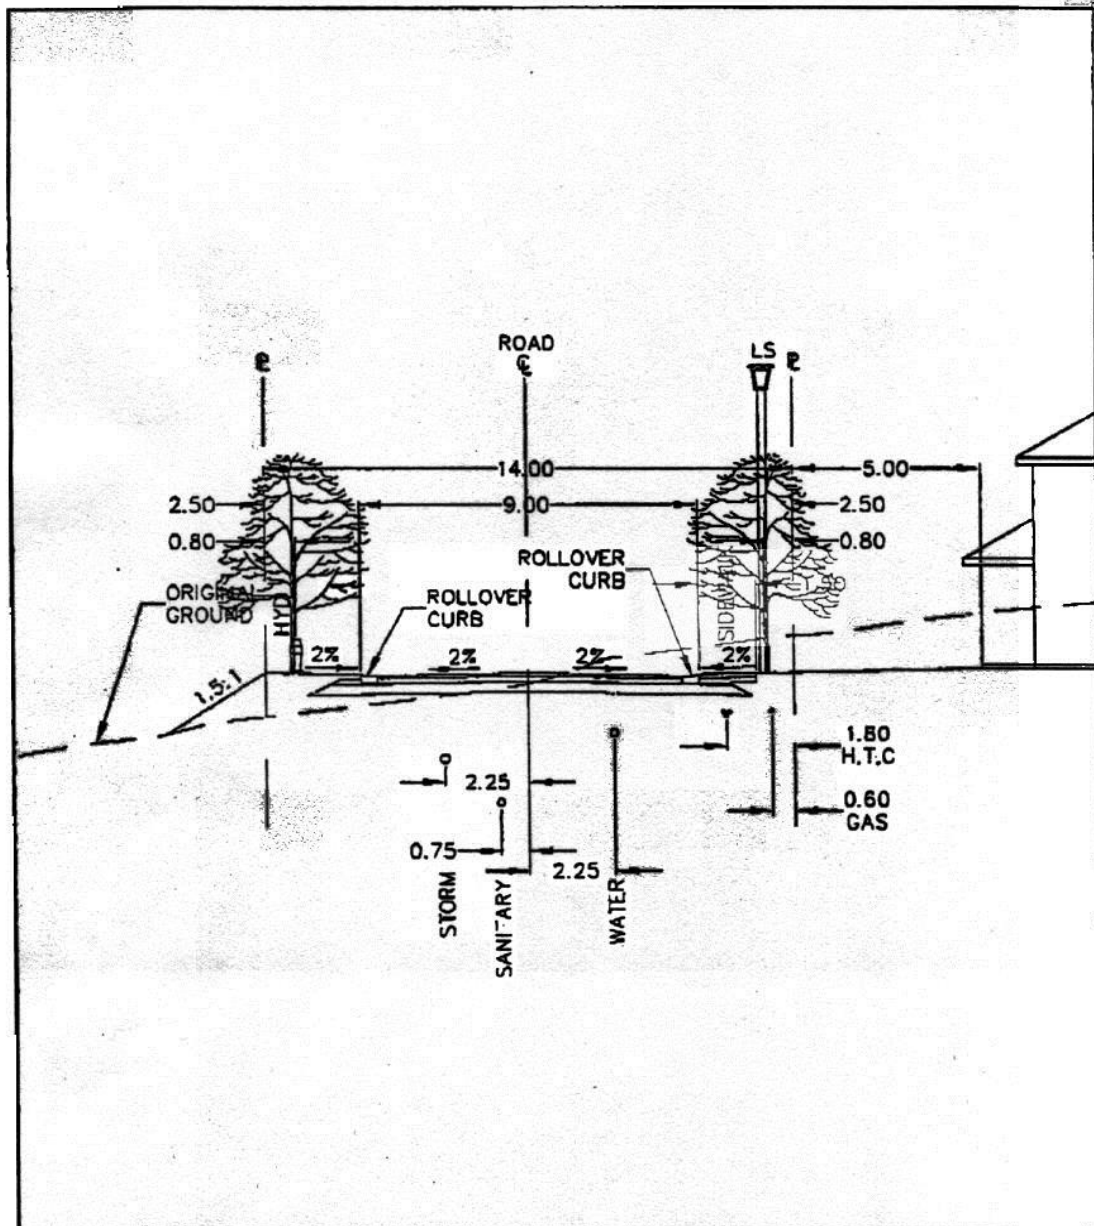 ROAD
℄
LS
℄
℄
14.00
5.00
2.50
9.00
2.50
0.80
0.80
ROLLOVER
CURB
ORIGINAL
GROUND
HYD
ROLLOVER
CURB
SIDEWALK
2%
2%
2%
2%
1.5:1
1.80
H.T.C
2.25
0.60
GAS
0.75
2.25
STORM
SANITARY
WATER